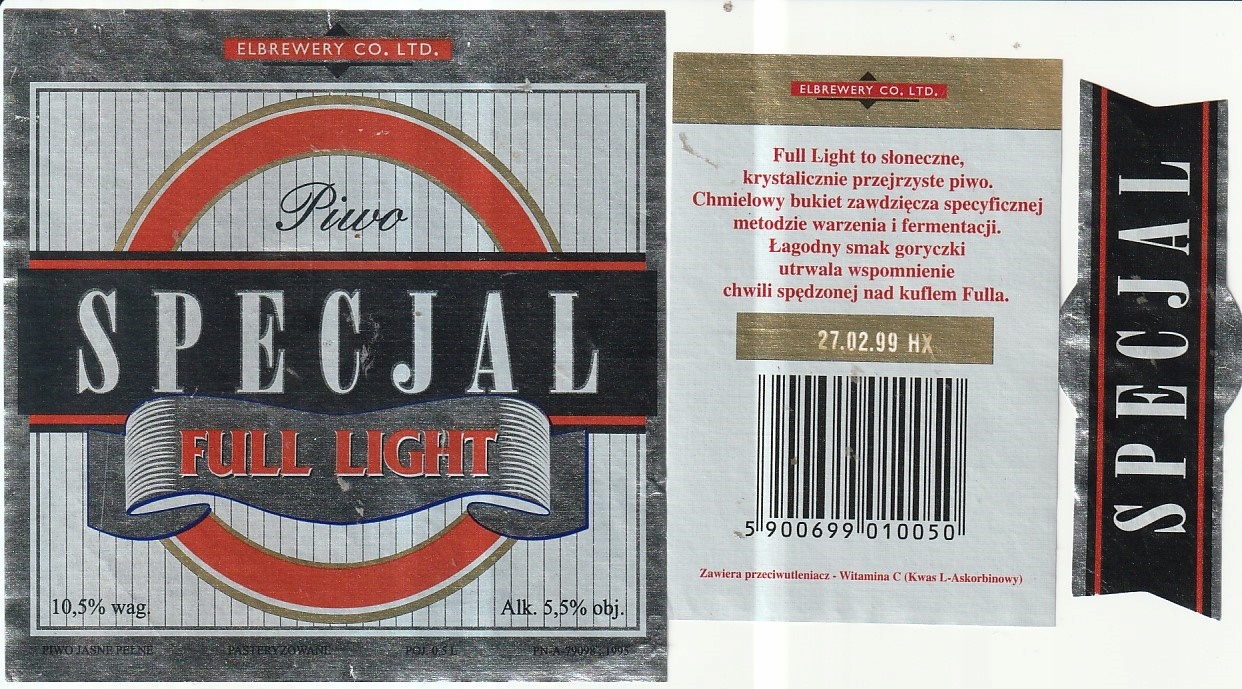 ELBREWERY CO. LTD.
Piwo
SPECJAL
FULL LIGHT
10,5% wag.
Alk. 5,5% obj.
PIWO JASNE PEŁNE
PASTERYZOWANE
POJ. 0,5 L
PN-A-79098 : 1995
ELBREWERY CO. LTD.
Full Light to słoneczne,
krystalicznie przejrzyste piwo.
Chmielowy bukiet zawdzięcza specyficznej
metodzie warzenia i fermentacji.
Łagodny smak goryczki
utrwala wspomnienie
chwili spędzonej nad kuflem Fulla.
27.02.99 HX
5 900699 010050
Zawiera przeciwutleniacz - Witamina C (Kwas L-Askorbinowy)
SPECJAL